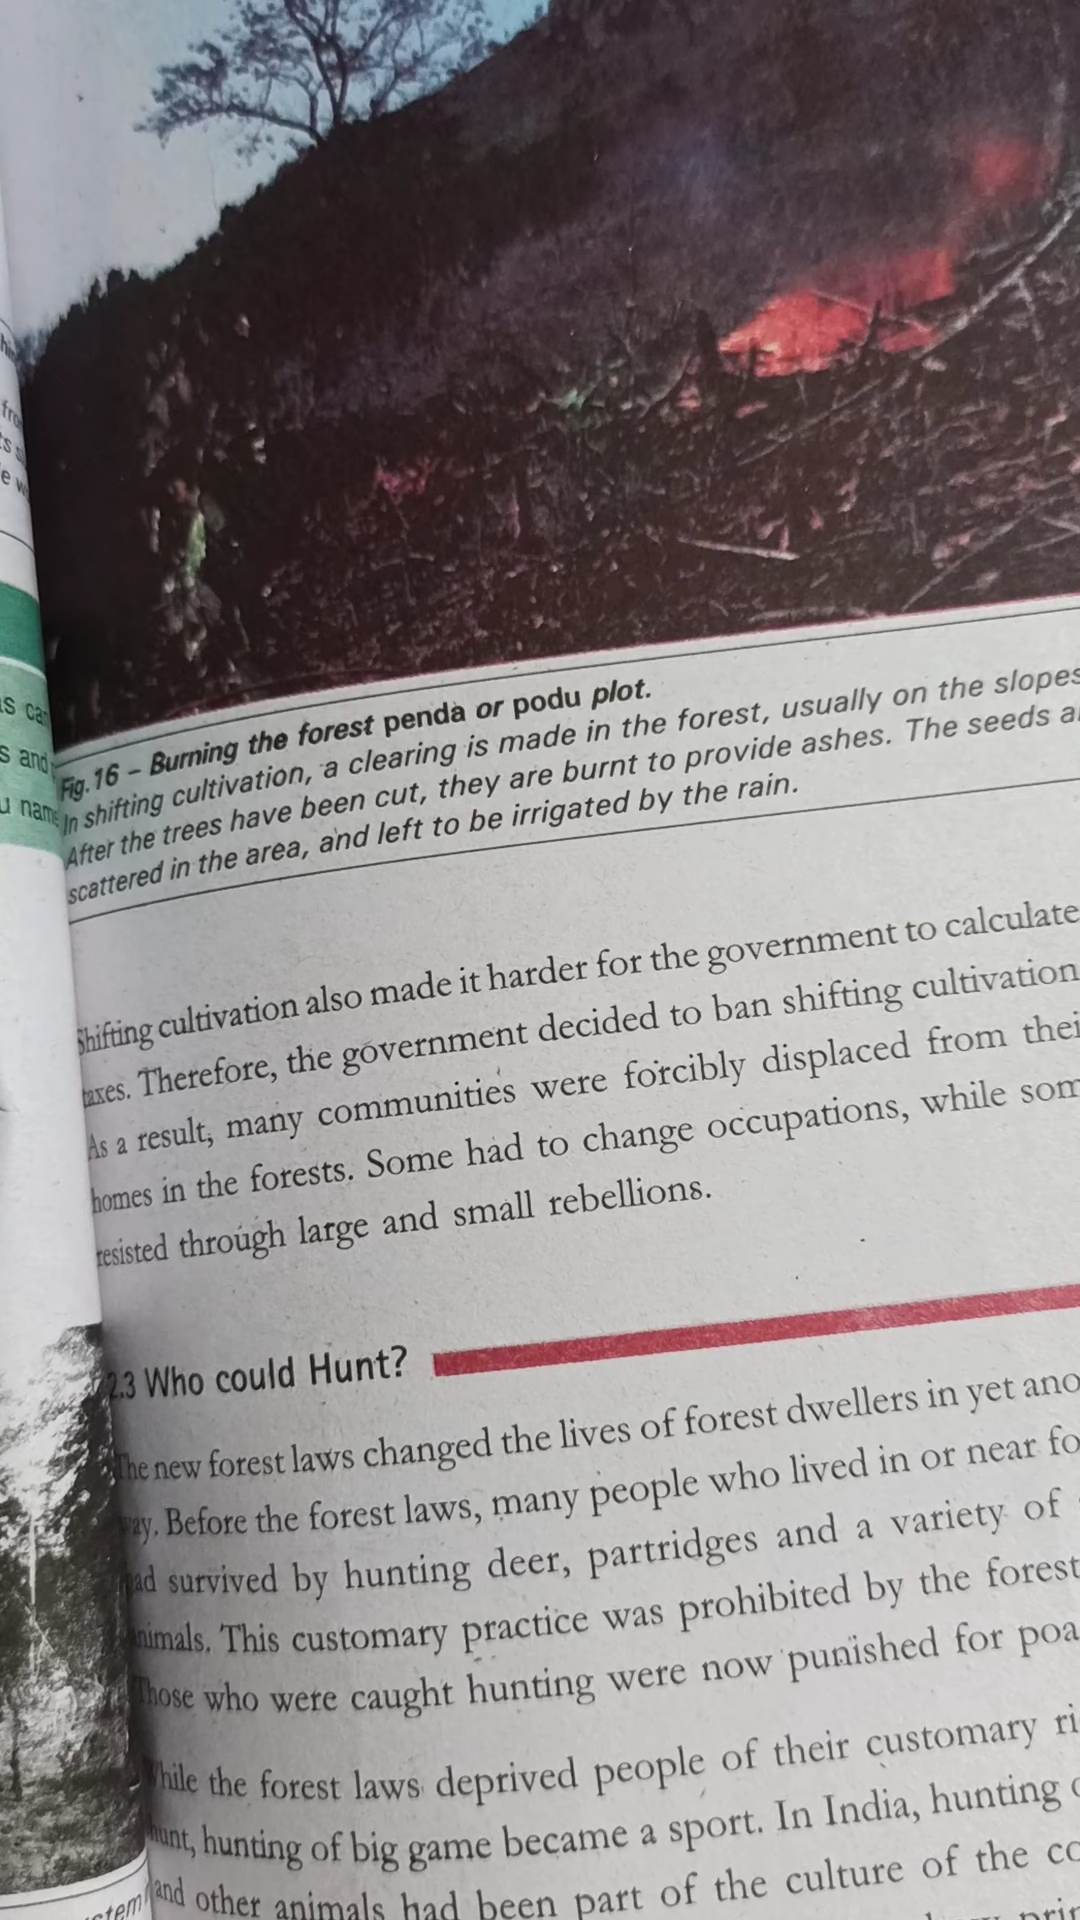 Fig.16 – Burning the forest penda or podu plot.
In shifting cultivation, a clearing is made in the forest, usually on the slopes
After the trees have been cut, they are burnt to provide ashes. The seeds
scattered in the area, and left to be irrigated by the rain.
Shifting cultivation also made it harder for the government to calculate
taxes. Therefore, the government decided to ban shifting cultivation
As a result, many communities were forcibly displaced from
homes in the forests. Some had to change occupations, while
resisted through large and small rebellions.
2.3 Who could Hunt?
The new forest laws changed the lives of forest dwellers in yet
Before the forest laws, many people who lived in or near
survived by hunting deer, partridges and a variety of
animals. This customary practice was prohibited by the forest
Those who were caught hunting were now punished for
While the forest laws deprived people of their customary
hunt, hunting of big game became a sport. In India, hunting
and other animals had been part of the culture of the